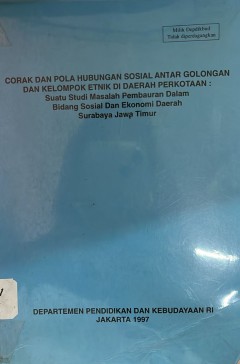 Milik Depdikbud
Tidak diperdagangkan
CORAK DAN POLA HUBUNGAN SOSIAL ANTAR GOLONGAN
DAN KELOMPOK ETNIK DI DAERAH PERKOTAAN :
Suatu Studi Masalah Pembauran Dalam
Bidang Sosial Dan Ekonomi Daerah
Surabaya Jawa Timur
DEPARTEMEN PENDIDIKAN DAN KEBUDAYAAN RI
JAKARTA 1997